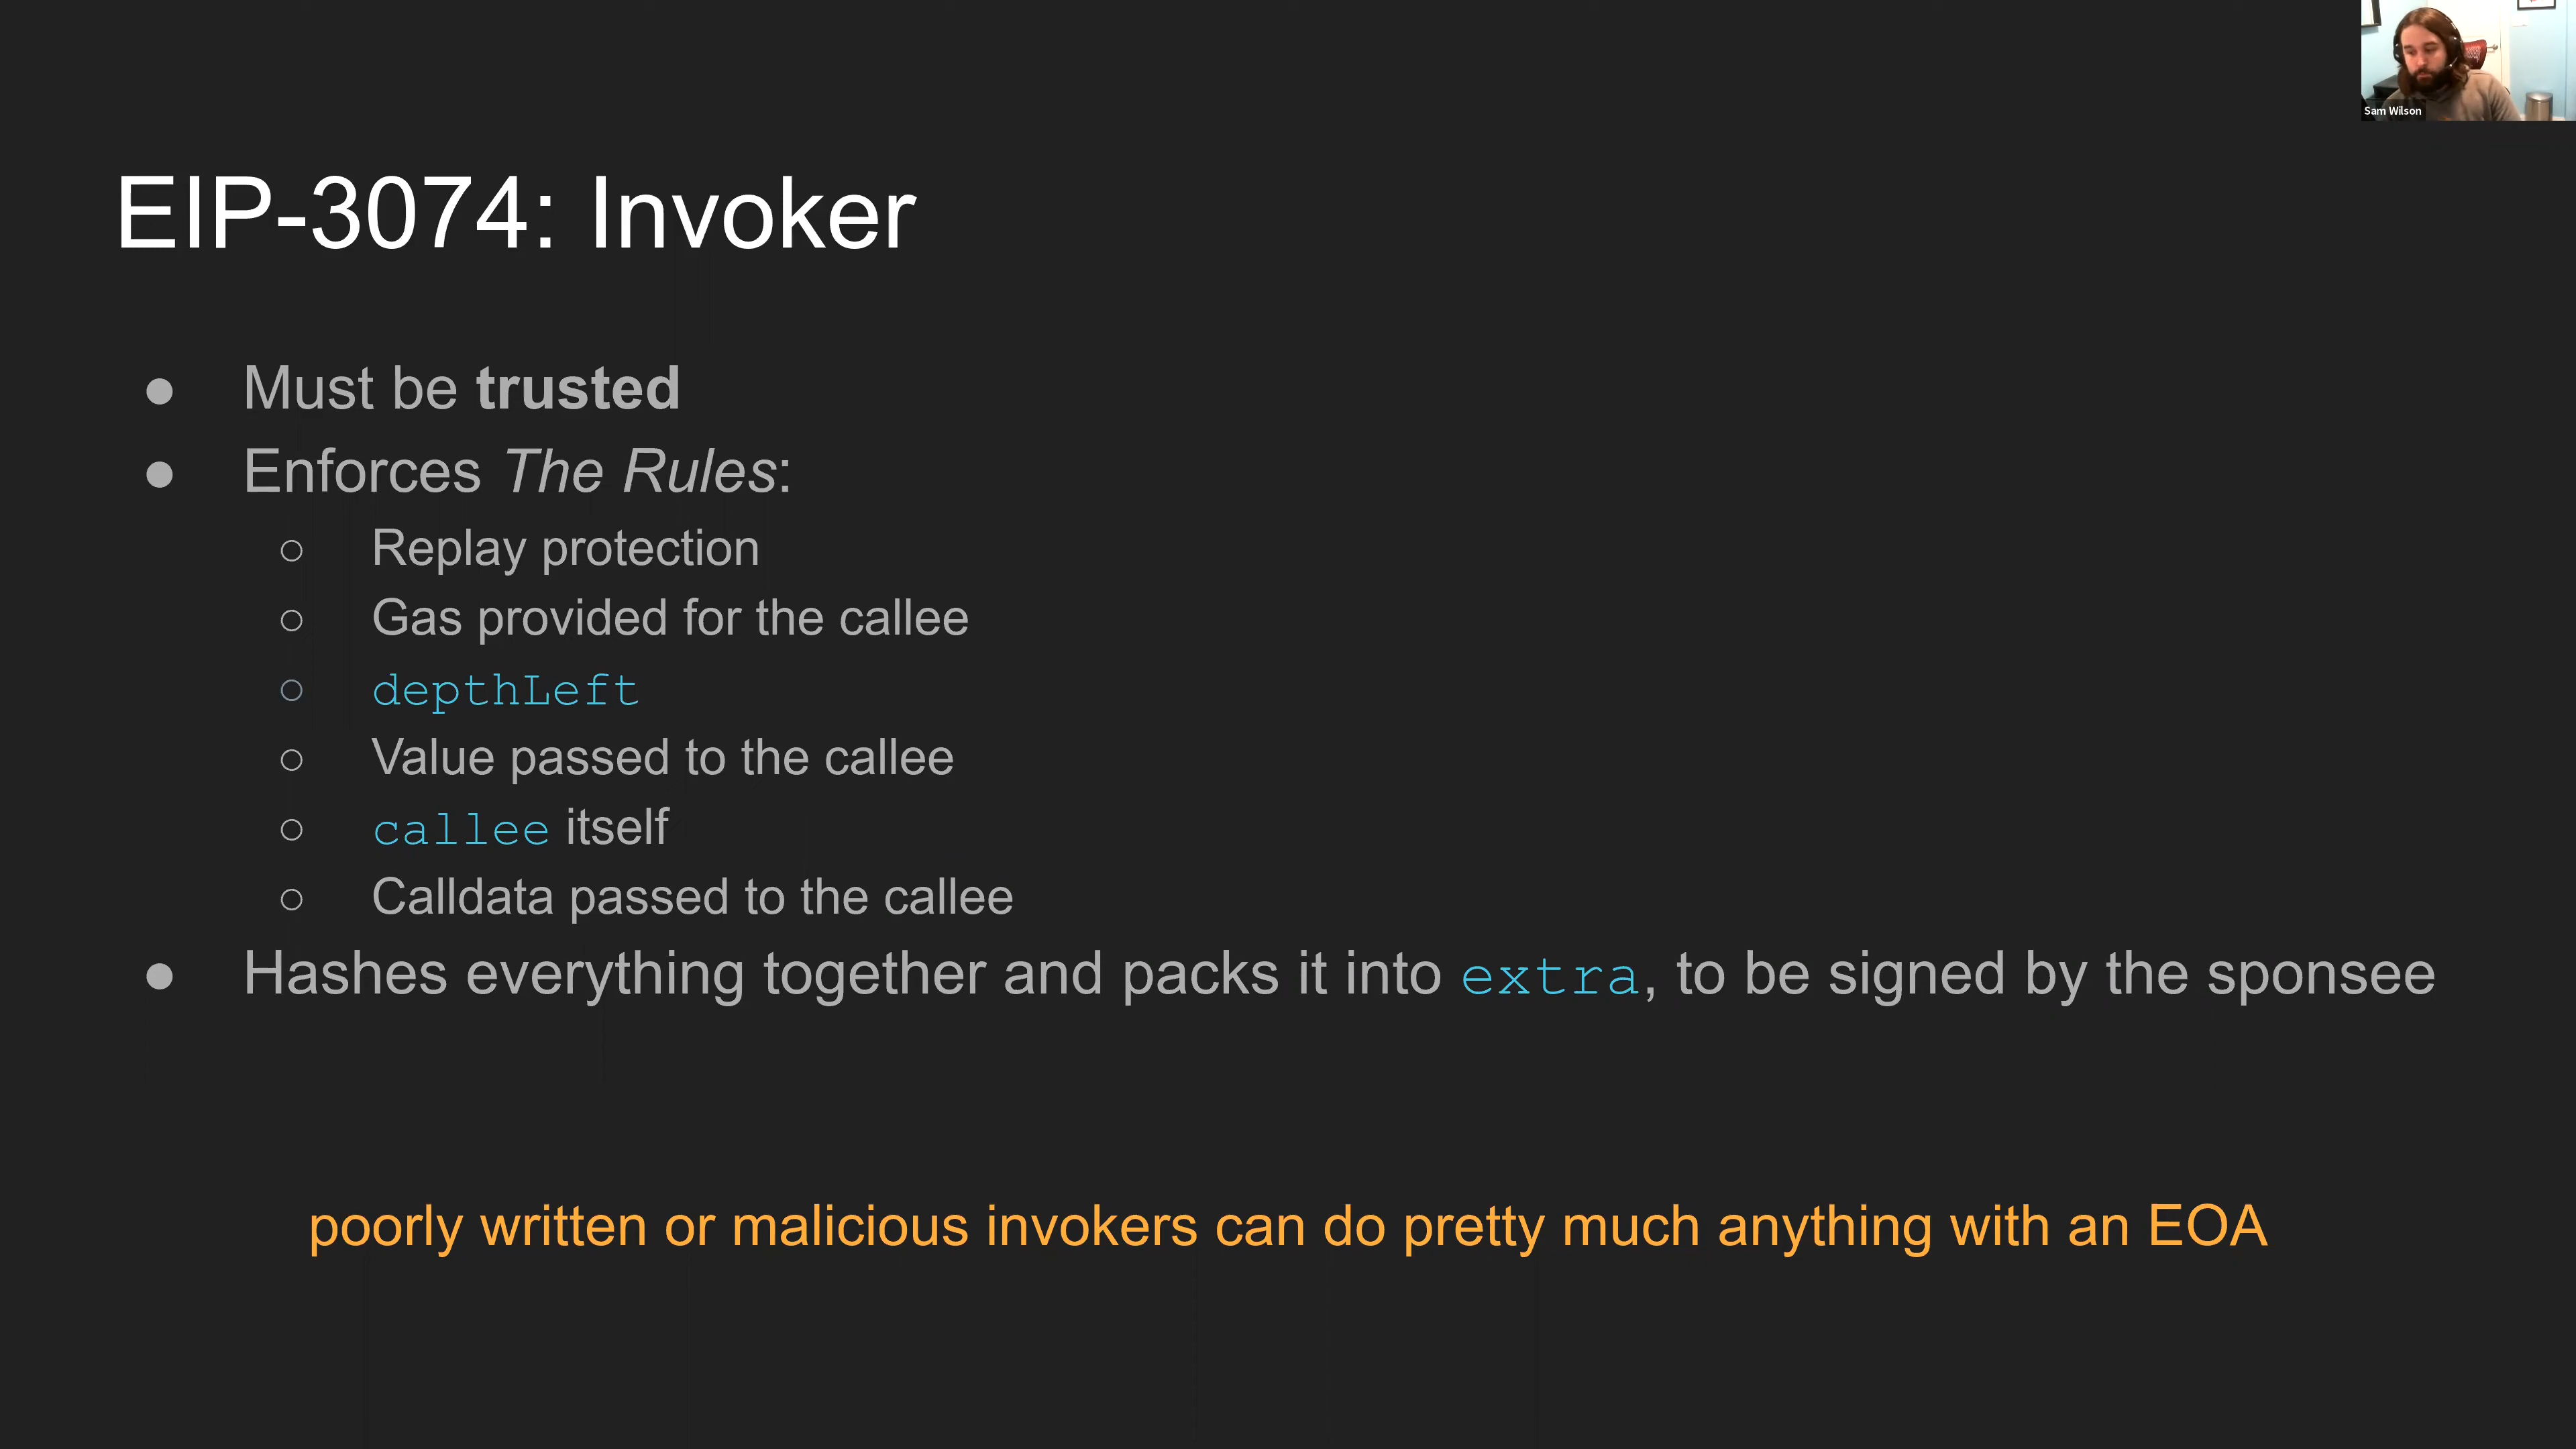 Sam Wilson
EIP-3074: Invoker
● Must be trusted
● Enforces The Rules:
○ Replay protection
○ Gas provided for the callee
○ depthLeft
○ Value passed to the callee
○ callee itself
○ Calldata passed to the callee
● Hashes everything together and packs it into extra, to be signed by the sponsee
poorly written or malicious invokers can do pretty much anything with an EOA